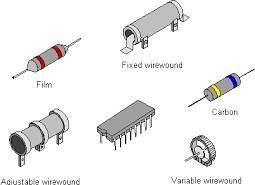 Fixed wirewound
Film
Carbon
Adjustable wirewound
Variable wirewound